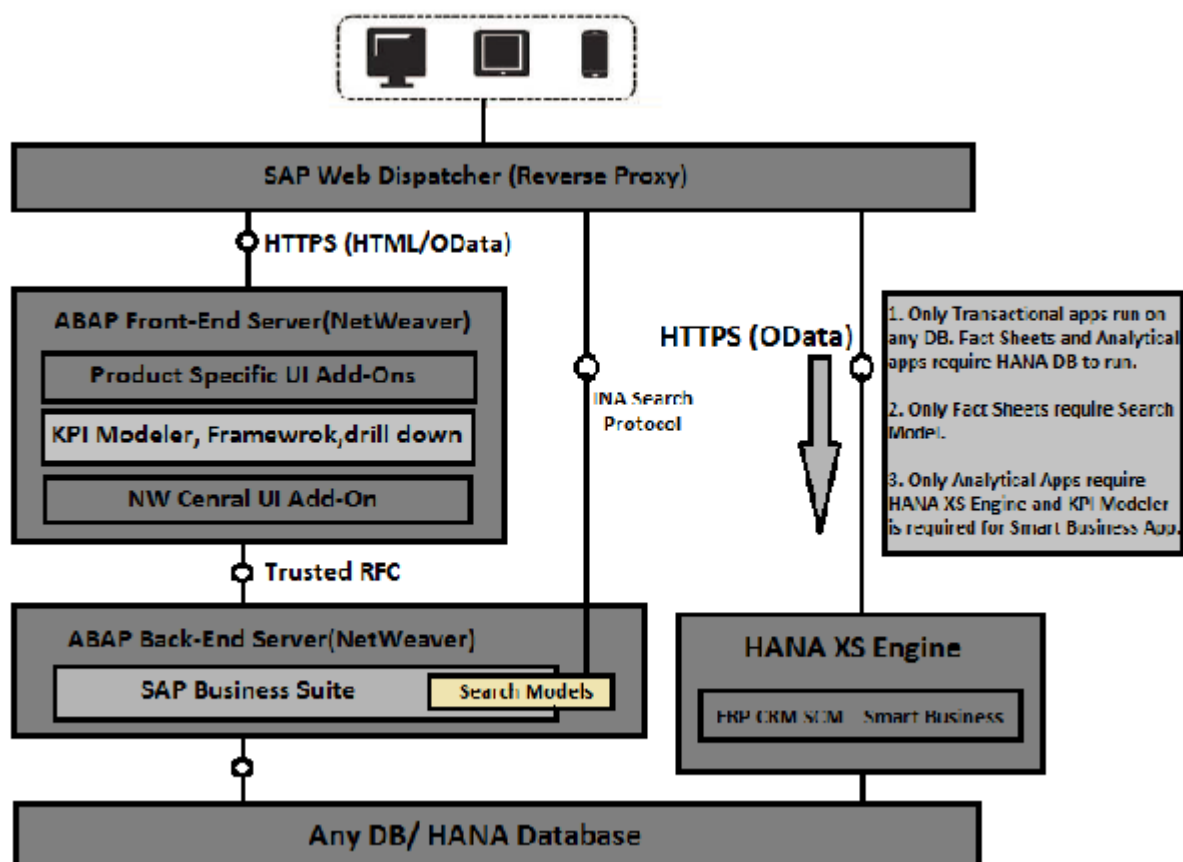 SAP Web Dispatcher (Reverse Proxy)
HTTPS (HTML/OData)
ABAP Front-End Server(NetWeaver)
Product Specific UI Add-Ons
KPI Modeler, Framewrok,drill down
NW Cenral UI Add-On
Trusted RFC
ABAP Back-End Server(NetWeaver)
SAP Business Suite
Search Models
INA Search
Protocol
HTTPS (OData)
1. Only Transactional apps run on
any DB. Fact Sheets and Analytical
apps require HANA DB to run.
2. Only Fact Sheets require Search
Model.
3. Only Analytical Apps require
HANA XS Engine and KPI Modeler
is required for Smart Business App.
HANA XS Engine
ERP CRM SCM Smart Business
Any DB/ HANA Database